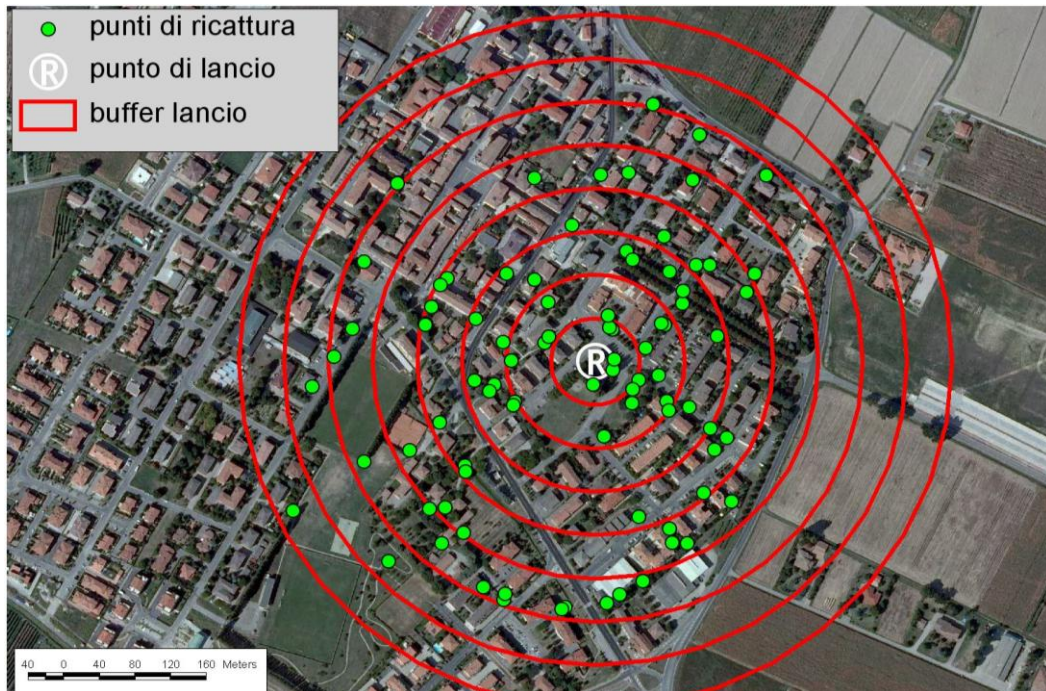 punti di ricattura
® punto di lancio
buffer lancio
®
40 0 40 80 120 160 Meters